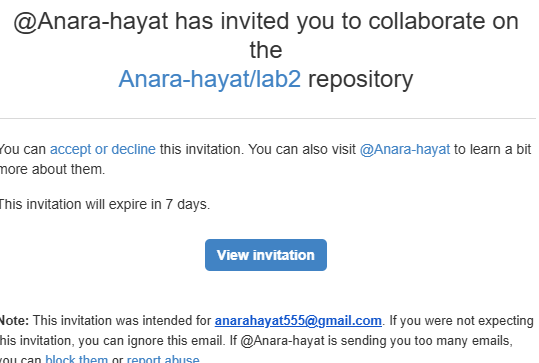 @Anara-hayat has invited you to collaborate on
the
Anara-hayat/lab2 repository
You can accept or decline this invitation. You can also visit @Anara-hayat to learn a bit
more about them.
This invitation will expire in 7 days.
View invitation
Note: This invitation was intended for anarahayat555@gmail.com. If you were not expecting
this invitation, you can ignore this email. If @Anara-hayat is sending you too many emails,
you can block them or report abuse.